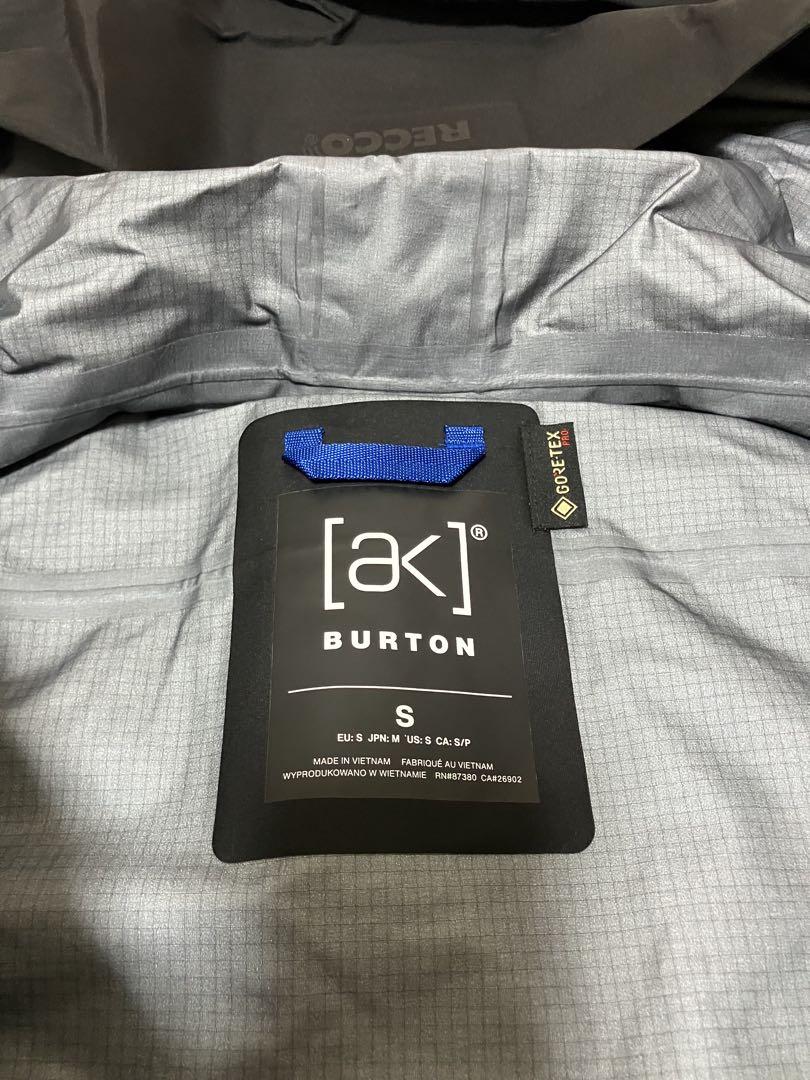 RECCO®
GORE-TEX
PRO
[ak]®
BURTON
S
EU: S JPN: M US: S CA: S/P
MADE IN VIETNAM FABRIQUÉ AU VIETNAM
WYPRODUKOWANO W WIETNAMIE RN#87380 CA#26902